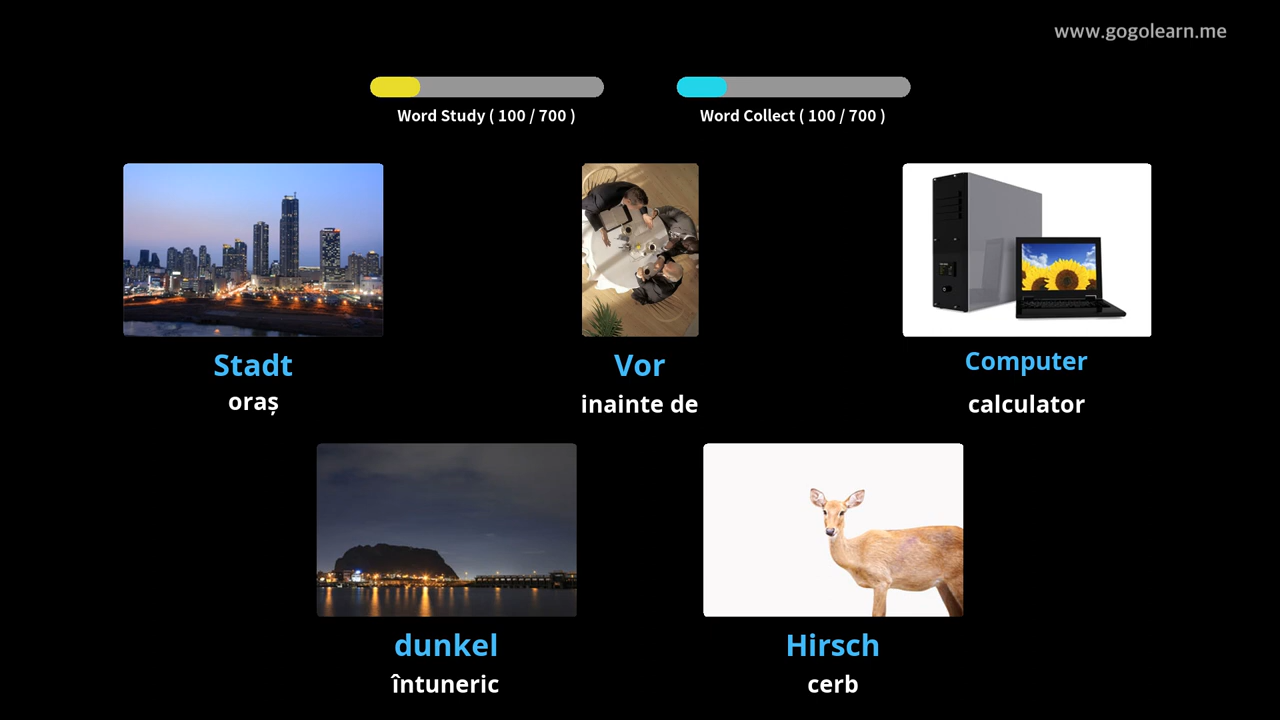 www.gogolearn.me
Word Study ( 100 / 700 )
Word Collect ( 100 / 700 )
Stadt
oraș
Vor
inainte de
Computer
calculator
dunkel
întuneric
Hirsch
cerb